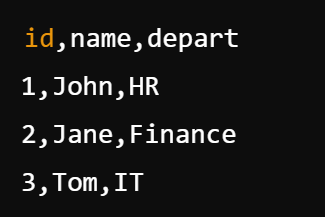 id,name,depart
1,John,HR
2,Jane,Finance
3,Tom,IT